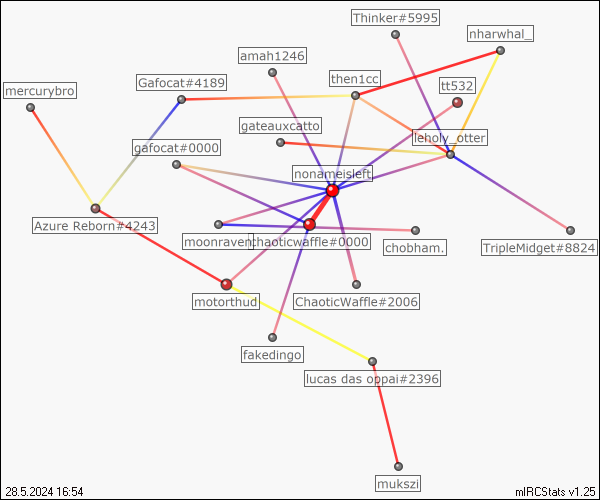 Thinker#5995
nharwhal_
amah1246
then1cc
tt532
Gafocat#4189
mercurybro
gateauxcatto
leholy_otter
gafocat#0000
nonameisleft
Azure Reborn#4243
moonraven;
chaoticwaffle#0000
chobham.
TripleMidget#8824
motorthud
ChaoticWaffle#2006
fakedingo
lucas das oppai#2396
mukszi
28.5.2024 16:54
mIRCStats v1.25